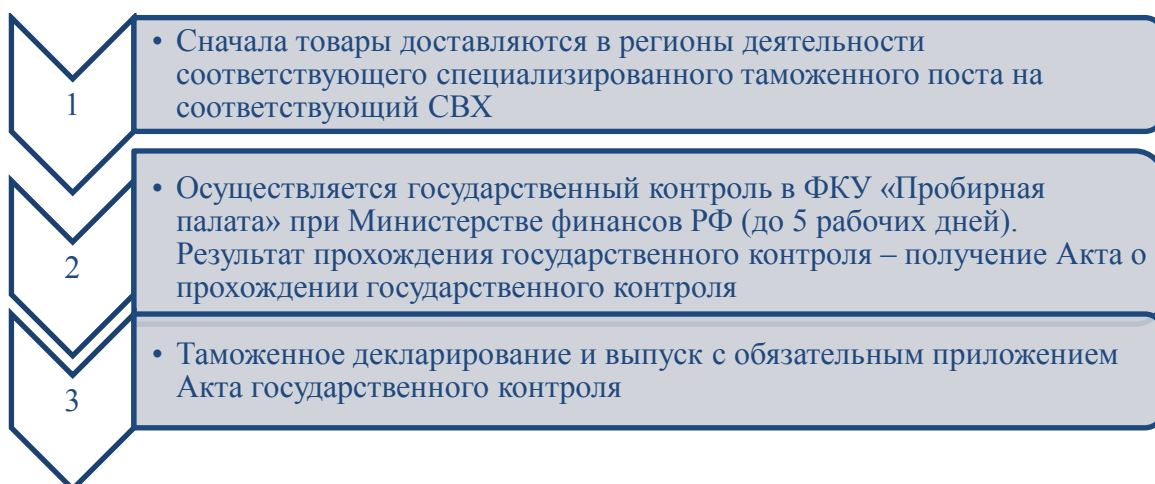 1
• Сначала товары доставляются в регионы деятельности
соответствующего специализированного таможенного поста на
соответствующий СВХ
2
• Осуществляется государственный контроль в ФКУ «Пробирная
палата» при Министерстве финансов РФ (до 5 рабочих дней).
Результат прохождения государственного контроля – получение Акта о
прохождении государственного контроля
3
• Таможенное декларирование и выпуск с обязательным приложением
Акта государственного контроля